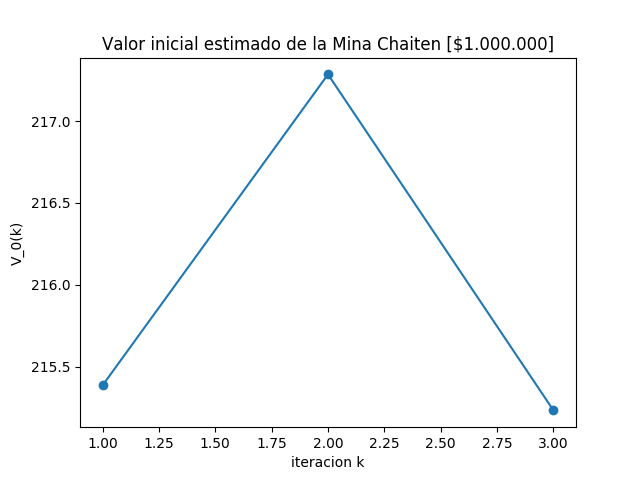 Valor inicial estimado de la Mina Chaiten [$1.000.000]
217.0
216.5
216.0
215.5
V_0(k)
1.00 1.25 1.50 1.75 2.00 2.25 2.50 2.75 3.00
iteracion k